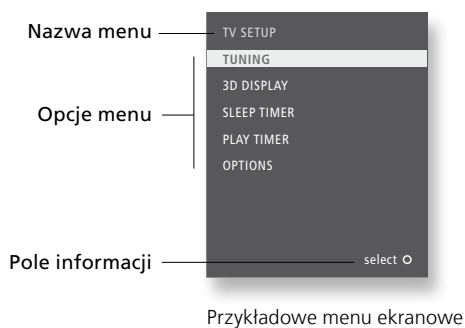 Nazwa menu
TV SETUP
TUNING
Opcje menu
3D DISPLAY
SLEEP TIMER
PLAY TIMER
OPTIONS
Pole informacji
select
Przykładowe menu ekranowe